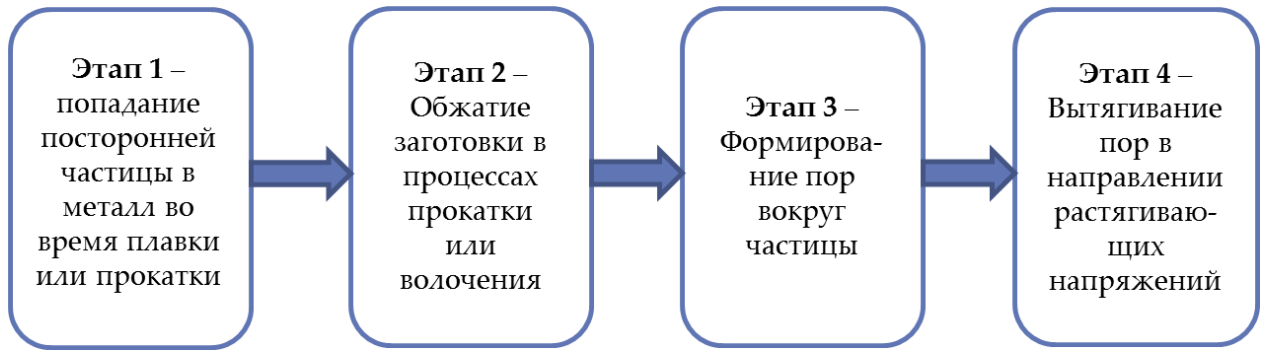 Этап 1 –
попадание
посторонней
частицы в
металл во
время плавки
или прокатки
Этап 2 –
Обжатие
заготовки в
процессах
прокатки
или
волочения
Этап 3 –
Формирова-
ние пор
вокруг
частицы
Этап 4 –
Вытягивание
пор в
направлении
растягиваю-
щих
напряжений